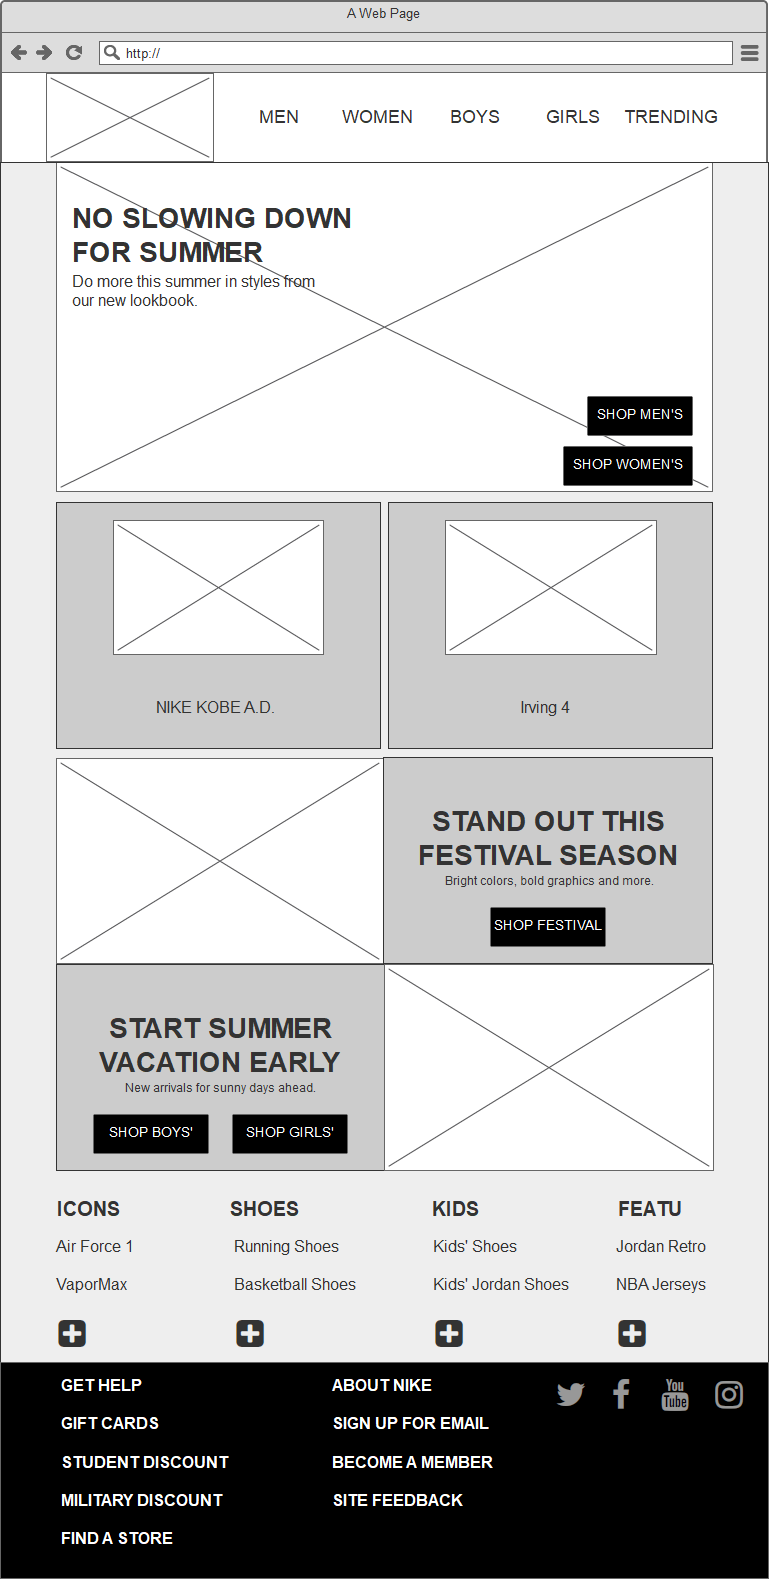 A Web Page
http://
MEN WOMEN BOYS GIRLS TRENDING
NO SLOWING DOWN
FOR SUMMER
Do more this summer in styles from
our new lookbook.
SHOP MEN'S
SHOP WOMEN'S
NIKE KOBE A.D.
Irving 4
STAND OUT THIS
FESTIVAL SEASON
Bright colors, bold graphics and more.
SHOP FESTIVAL
START SUMMER
VACATION EARLY
New arrivals for sunny days ahead.
SHOP BOYS' SHOP GIRLS'
ICONS SHOES KIDS FEATU
Air Force 1 Running Shoes Kids' Shoes Jordan Retro
VaporMax Basketball Shoes Kids' Jordan Shoes NBA Jerseys
GET HELP ABOUT NIKE
You
Tube
GIFT CARDS SIGN UP FOR EMAIL
STUDENT DISCOUNT BECOME A MEMBER
MILITARY DISCOUNT SITE FEEDBACK
FIND A STORE